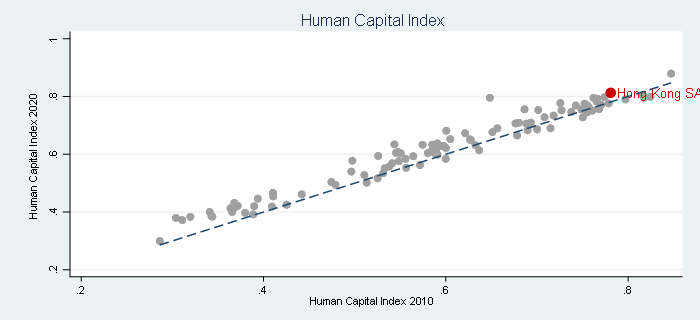 Human Capital Index
Human Capital Index 2020
1
.8
.6
.4
.2
Hong Kong SA
.2
.4
.6
.8
Human Capital Index 2010